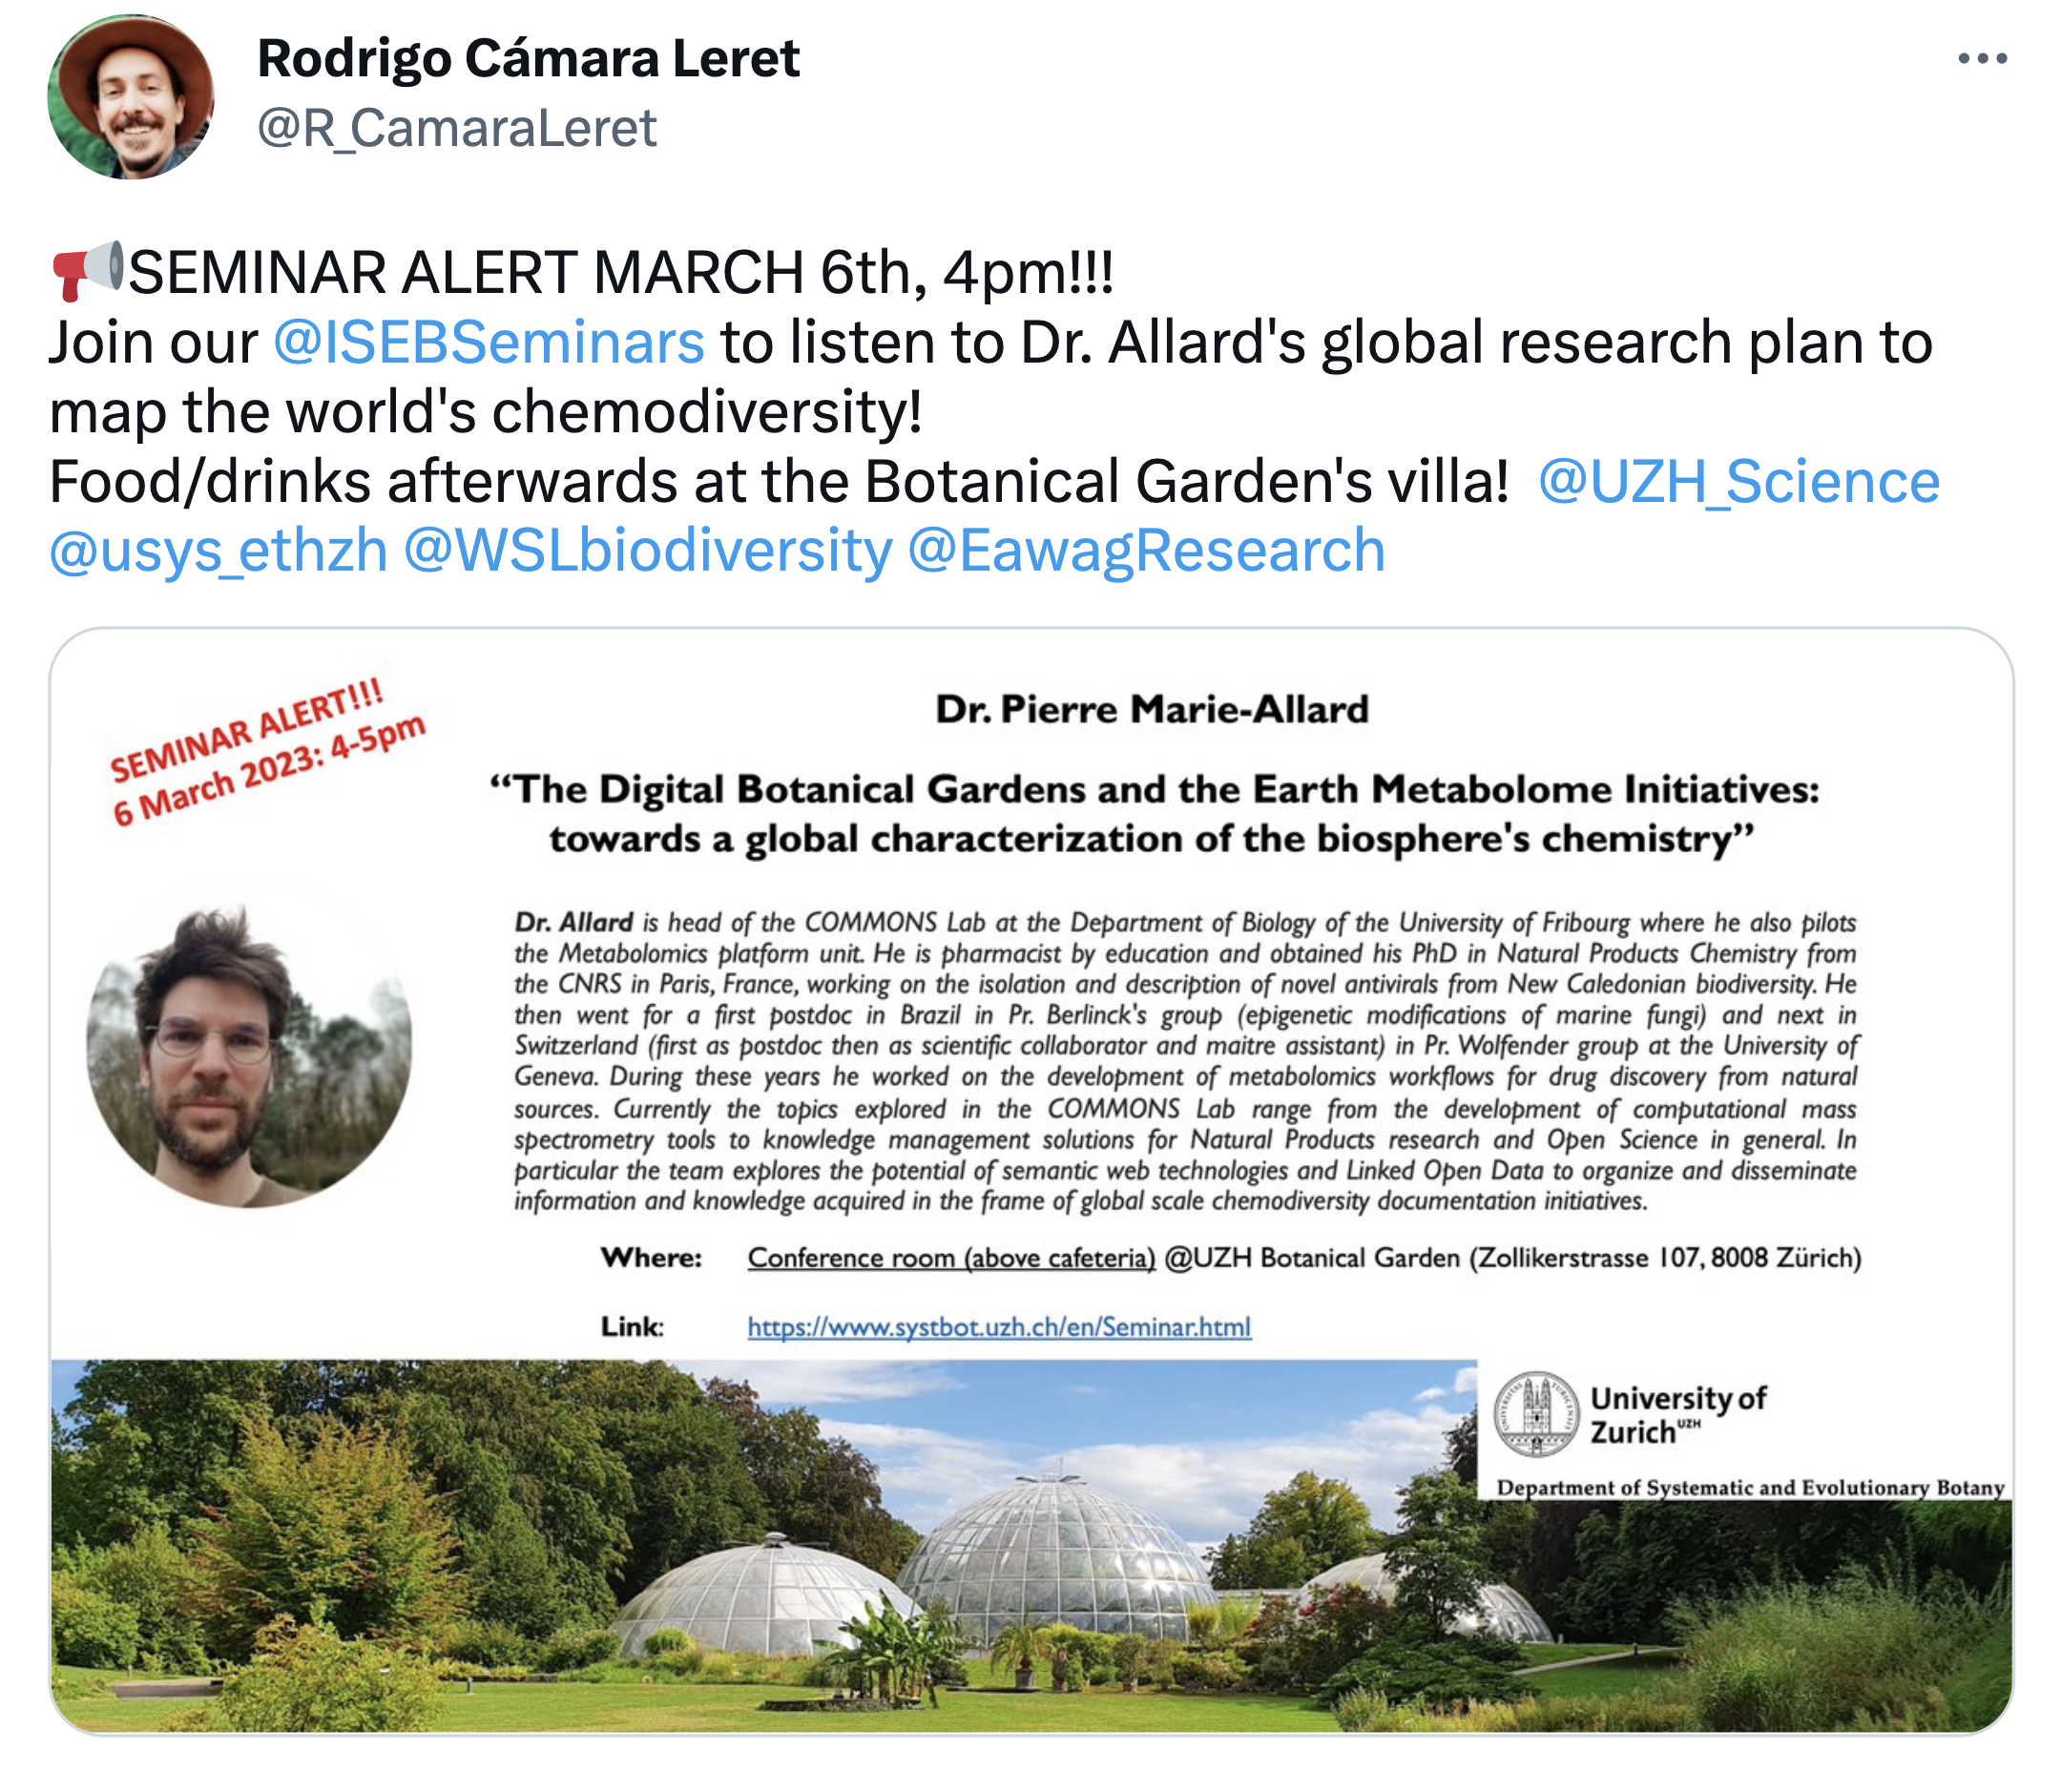 Rodrigo Cámara Leret
@R_CamaraLeret
📢SEMINAR ALERT MARCH 6th, 4pm!!!
Join our @ISEBSeminars to listen to Dr. Allard's global research plan to
map the world's chemodiversity!
Food/drinks afterwards at the Botanical Garden's villa! @UZH_Science
@usys_ethzh @WSLbiodiversity @EawagResearch
SEMINAR ALERT!!!
6 March 2023: 4-5pm
Dr. Pierre Marie-Allard
“The Digital Botanical Gardens and the Earth Metabolome Initiatives:
towards a global characterization of the biosphere's chemistry”
Dr. Allard is head of the COMMONS Lab at the Department of Biology of the University of Fribourg where he also pilots
the Metabolomics platform unit. He is pharmacist by education and obtained his PhD in Natural Products Chemistry from
the CNRS in Paris, France, working on the isolation and description of novel antivirals from New Caledonian biodiversity. He
then went for a first postdoc in Brazil in Pr. Berlinck's group (epigenetic modifications of marine fungi) and next in
Switzerland (first as postdoc then as scientific collaborator and maitre assistant) in Pr. Wolfender group at the University of
Geneva. During these years he worked on the development of metabolomics workflows for drug discovery from natural
sources. Currently the topics explored in the COMMONS Lab range from the development of computational mass
spectrometry tools to knowledge management solutions for Natural Products research and Open Science in general. In
particular the team explores the potential of semantic web technologies and Linked Open Data to organize and disseminate
information and knowledge acquired in the frame of global scale chemodiversity documentation initiatives.
Where: Conference room (above cafeteria) @UZH Botanical Garden (Zollikerstrasse 107, 8008 Zürich)
Link: https://www.systbot.uzh.ch/en/Seminar.html
University of
Zurich UZH
Department of Systematic and Evolutionary Botany